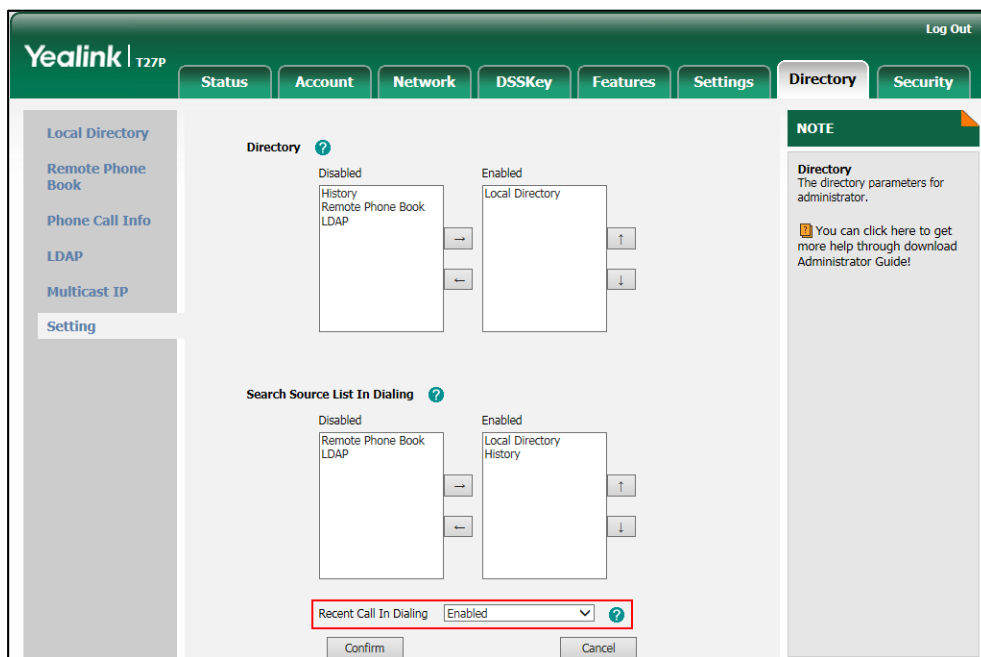 Log Out
Yealink | T27P
Status Account Network DSSKey Features Settings Directory Security
Local Directory
Remote Phone
Book
Phone Call Info
LDAP
Multicast IP
Setting
Directory ?
Disabled Enabled
History Local Directory
Remote Phone Book
LDAP
→ ↑
← ↓
Search Source List In Dialing ?
Disabled Enabled
Remote Phone Book Local Directory
LDAP History
→ ↑
← ↓
Recent Call In Dialing Enabled ?
Confirm Cancel
NOTE
Directory
The directory parameters for
administrator.
? You can click here to get
more help through download
Administrator Guide!